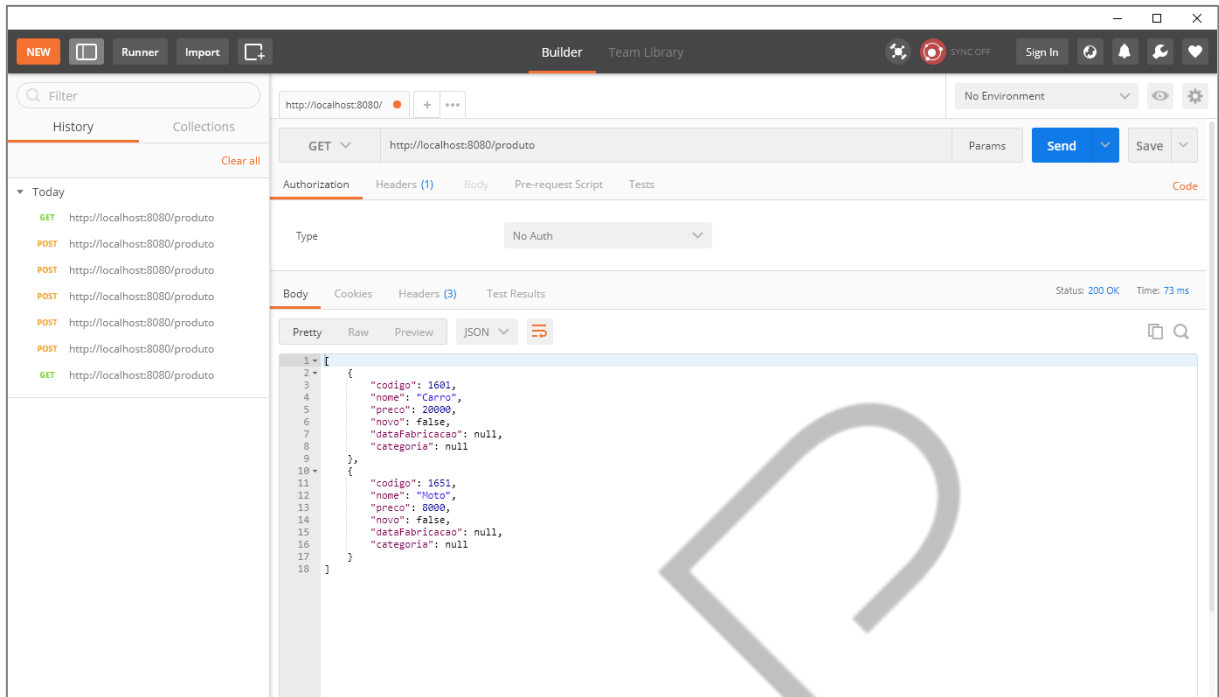 NEW Runner Import Builder Team Library SYNC OFF Sign In
Filter
History Collections
Clear all
Today
GET http://localhost:8080/produto
POST http://localhost:8080/produto
POST http://localhost:8080/produto
POST http://localhost:8080/produto
POST http://localhost:8080/produto
POST http://localhost:8080/produto
GET http://localhost:8080/produto
http://localhost:8080/ + ••• No Environment
GET http://localhost:8080/produto Params Send Save
Authorization Headers (1) Body Pre-request Script Tests Code
Type No Auth
Body Cookies Headers (3) Test Results Status: 200 OK Time: 73 ms
Pretty Raw Preview JSON
1 [
2 {
3 "codigo": 1601,
4 "nome": "Carro",
5 "preco": 20000,
6 "novo": false,
7 "dataFabricacao": null,
8 "categoria": null
9 },
10 {
11 "codigo": 1651,
12 "nome": "Moto",
13 "preco": 8000,
14 "novo": false,
15 "dataFabricacao": null,
16 "categoria": null
17 }
18 ]